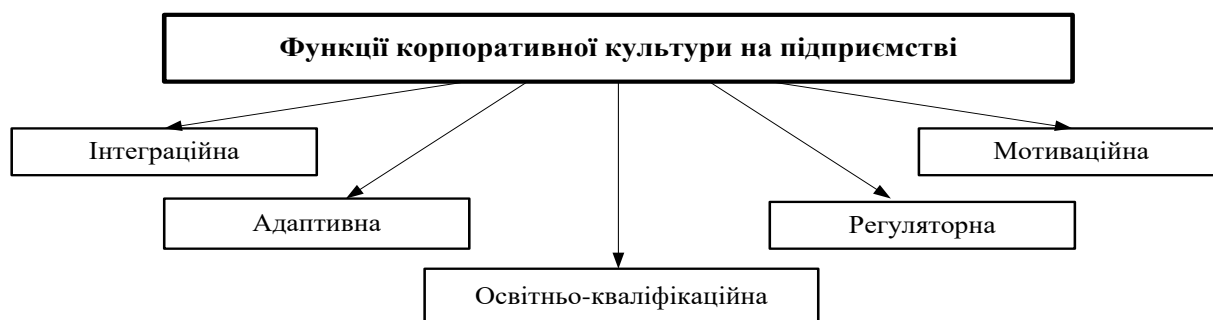 Функції корпоративної культури на підприємстві
Інтеграційна
Мотиваційна
Адаптивна
Регуляторна
Освітньо-кваліфікаційна